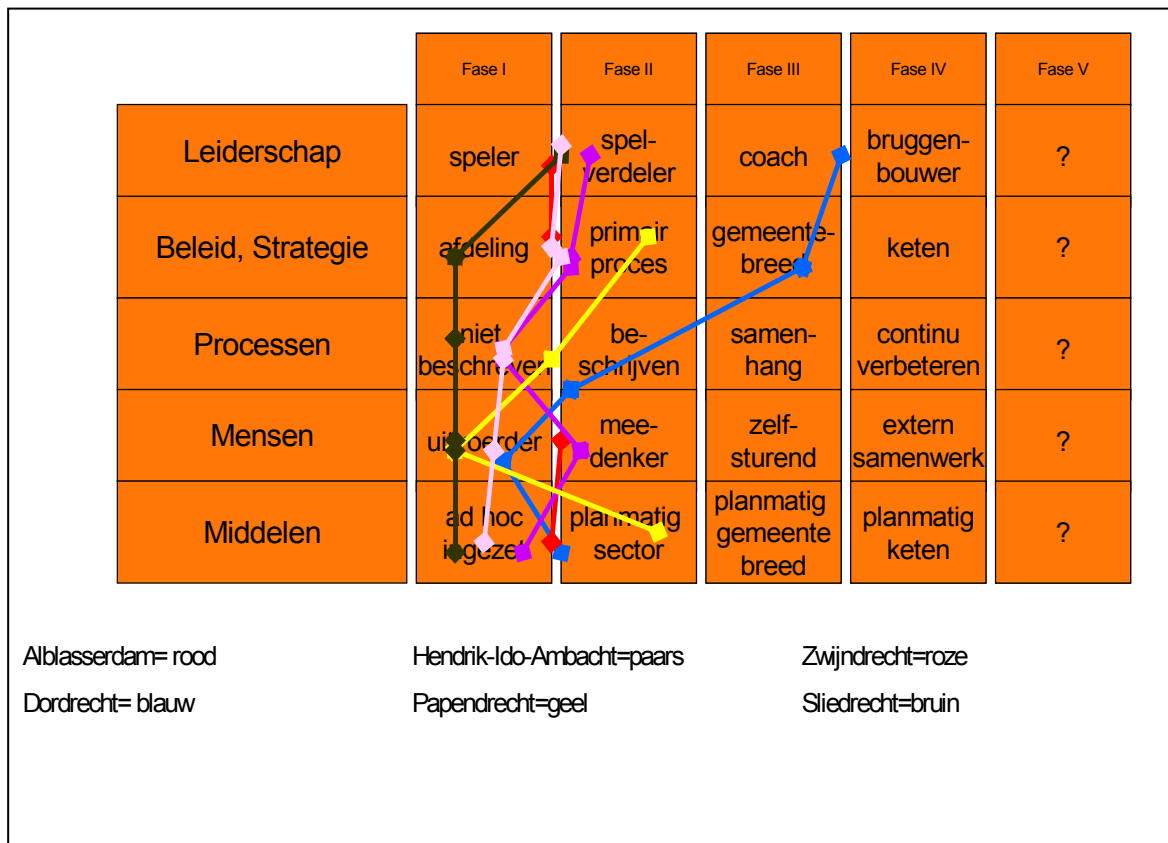 Fase I Fase II Fase III Fase IV Fase V
Leiderschap speler spel-
verdeler coach bruggen-
bouwer ?
Beleid, Strategie afdeling primair
proces gemeente-
breed keten ?
Processen niet
beschreven be-
schrijven samen-
hang continu
verbeteren ?
Mensen uitvoerder mee-
denker zelf-
sturend extern
samenwerk ?
Middelen ad hoc
ingezet planmatig
sector planmatig
gemeente
breed planmatig
keten ?
Alblasserdam= rood Hendrik-Ido-Ambacht=paars Zwijndrecht=roze
Dordrecht= blauw Papendrecht=geel Sliedrecht=bruin